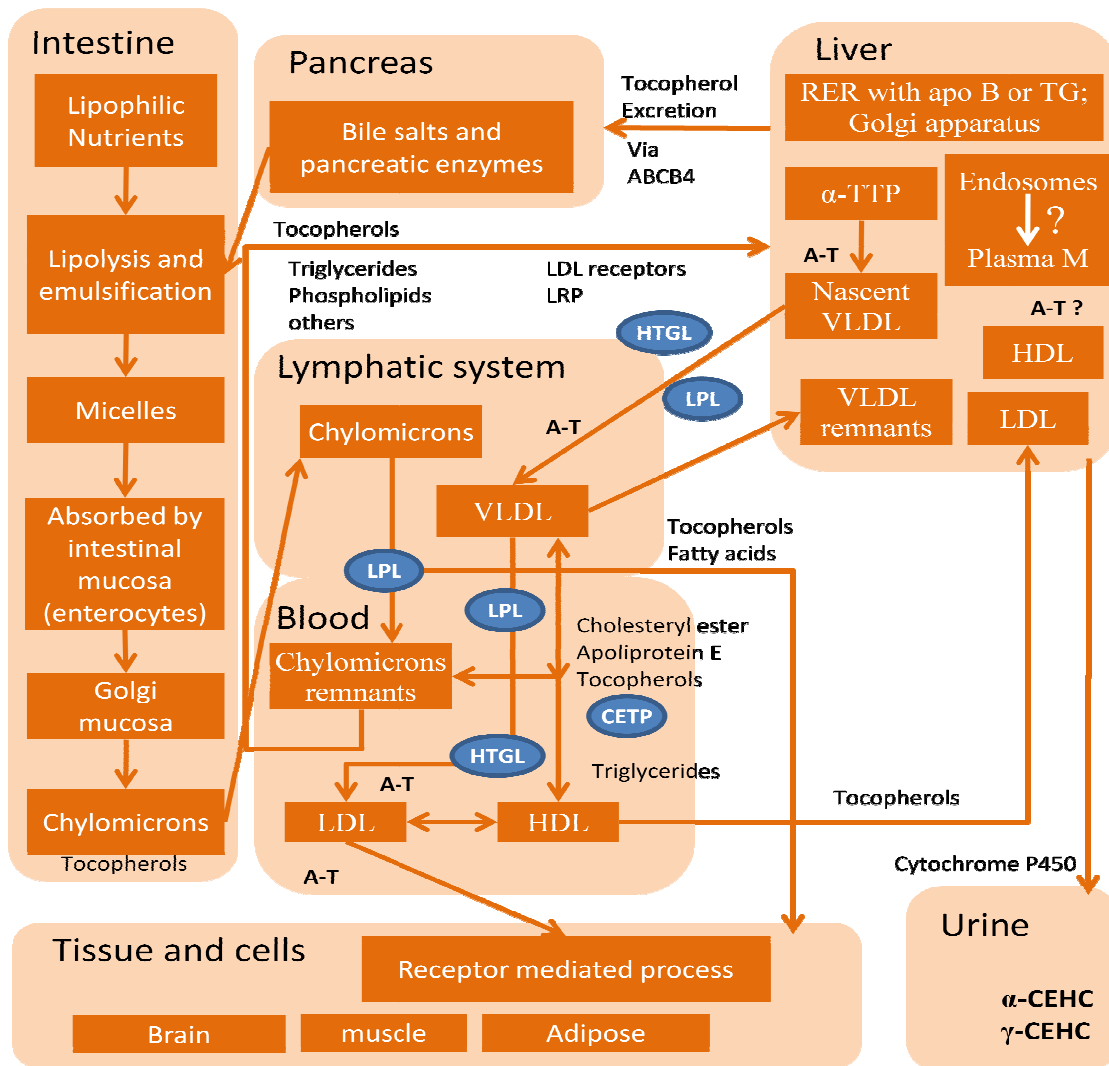 Intestine
Lipophilic
Nutrients
Lipolysis and
emulsification
Micelles
Absorbed by
intestinal
mucosa
(enterocytes)
Golgi
mucosa
Chylomicrons
Tocopherols
Pancreas
Bile salts and
pancreatic enzymes
Tocopherol
Excretion
Via
ABCB4
Liver
RER with apo B or TG;
Golgi apparatus
α-TTP
A-T
Nascent
VLDL
Endosomes
?
Plasma M
A-T ?
HDL
VLDL
remnants
LDL
Tocopherols
Triglycerides
Phospholipids
others
LDL receptors
LRP
HTGL
LPL
A-T
Lymphatic system
Chylomicrons
VLDL
LPL
LPL
Tocopherols
Fatty acids
Blood
Chylomicrons
remnants
Cholesteryl ester
Apoliprotein E
Tocopherols
CETP
HTGL
Triglycerides
A-T
LDL
HDL
Tocopherols
A-T
Cytochrome P450
Urine
α-CEHC
γ-CEHC
Tissue and cells
Receptor mediated process
Brain
muscle
Adipose